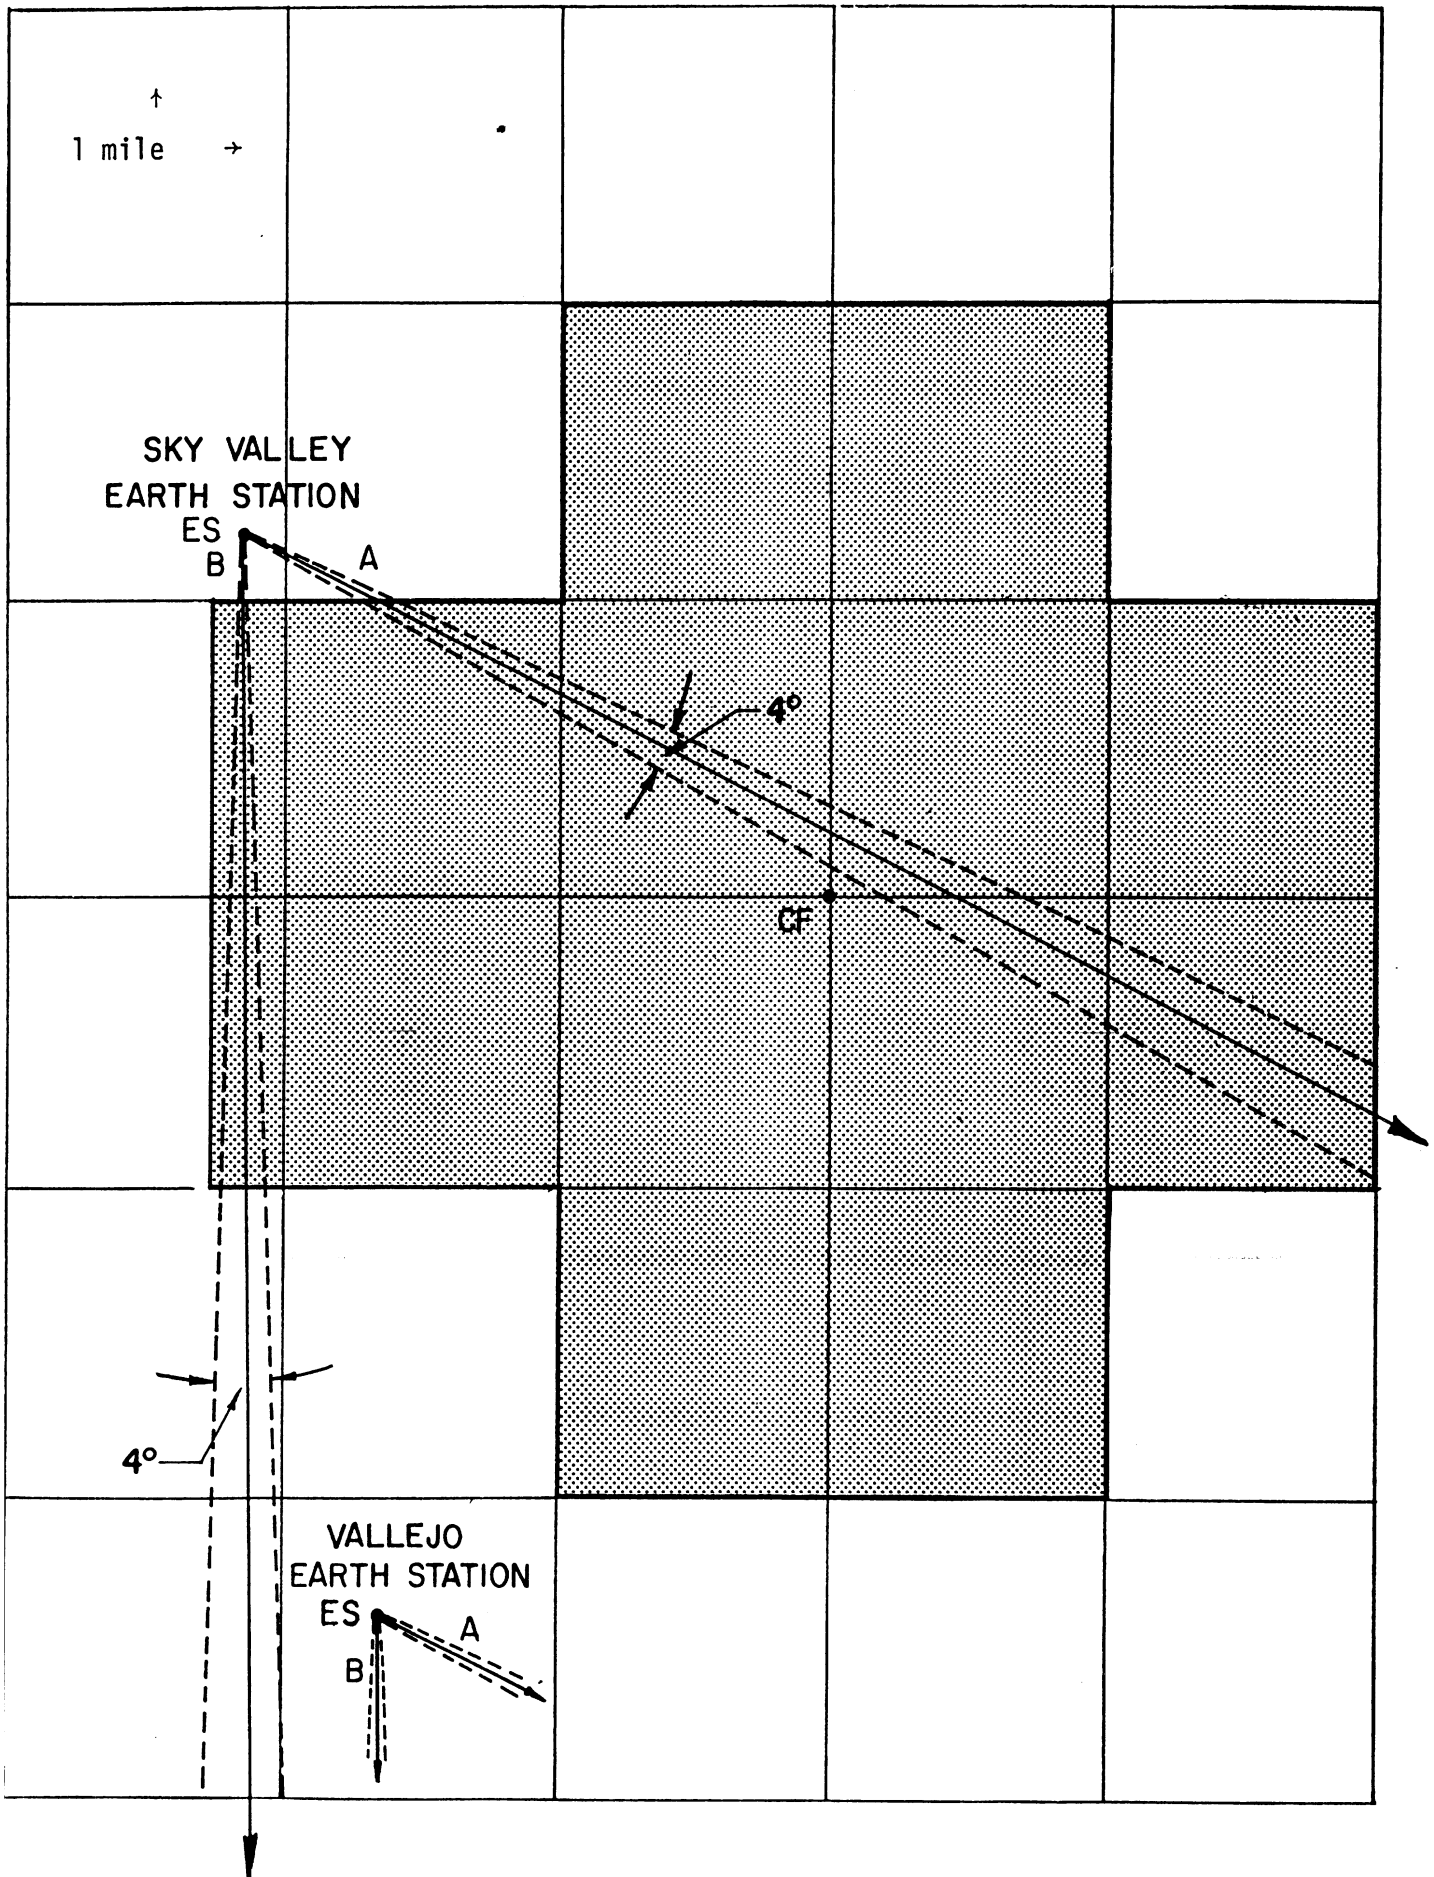 ↑
1 mile →
SKY VALLEY
EARTH STATION
ES
B
A
4°
CF
4°
VALLEJO
EARTH STATION
ES
A
B